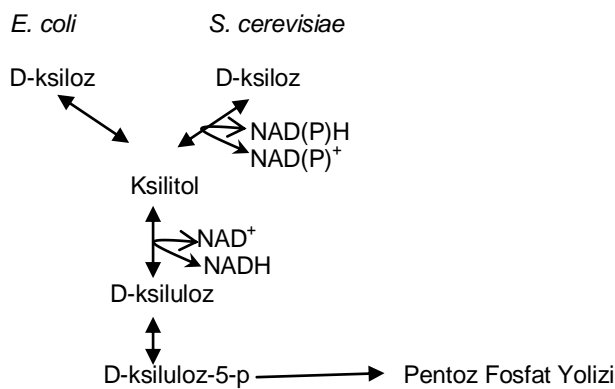 E. coli S. cerevisiae
D-ksiloz D-ksiloz
NAD(P)H
NAD(P)+
Ksilitol
NAD+
NADH
D-ksiluloz
D-ksiluloz-5-p Pentoz Fosfat Yolizi